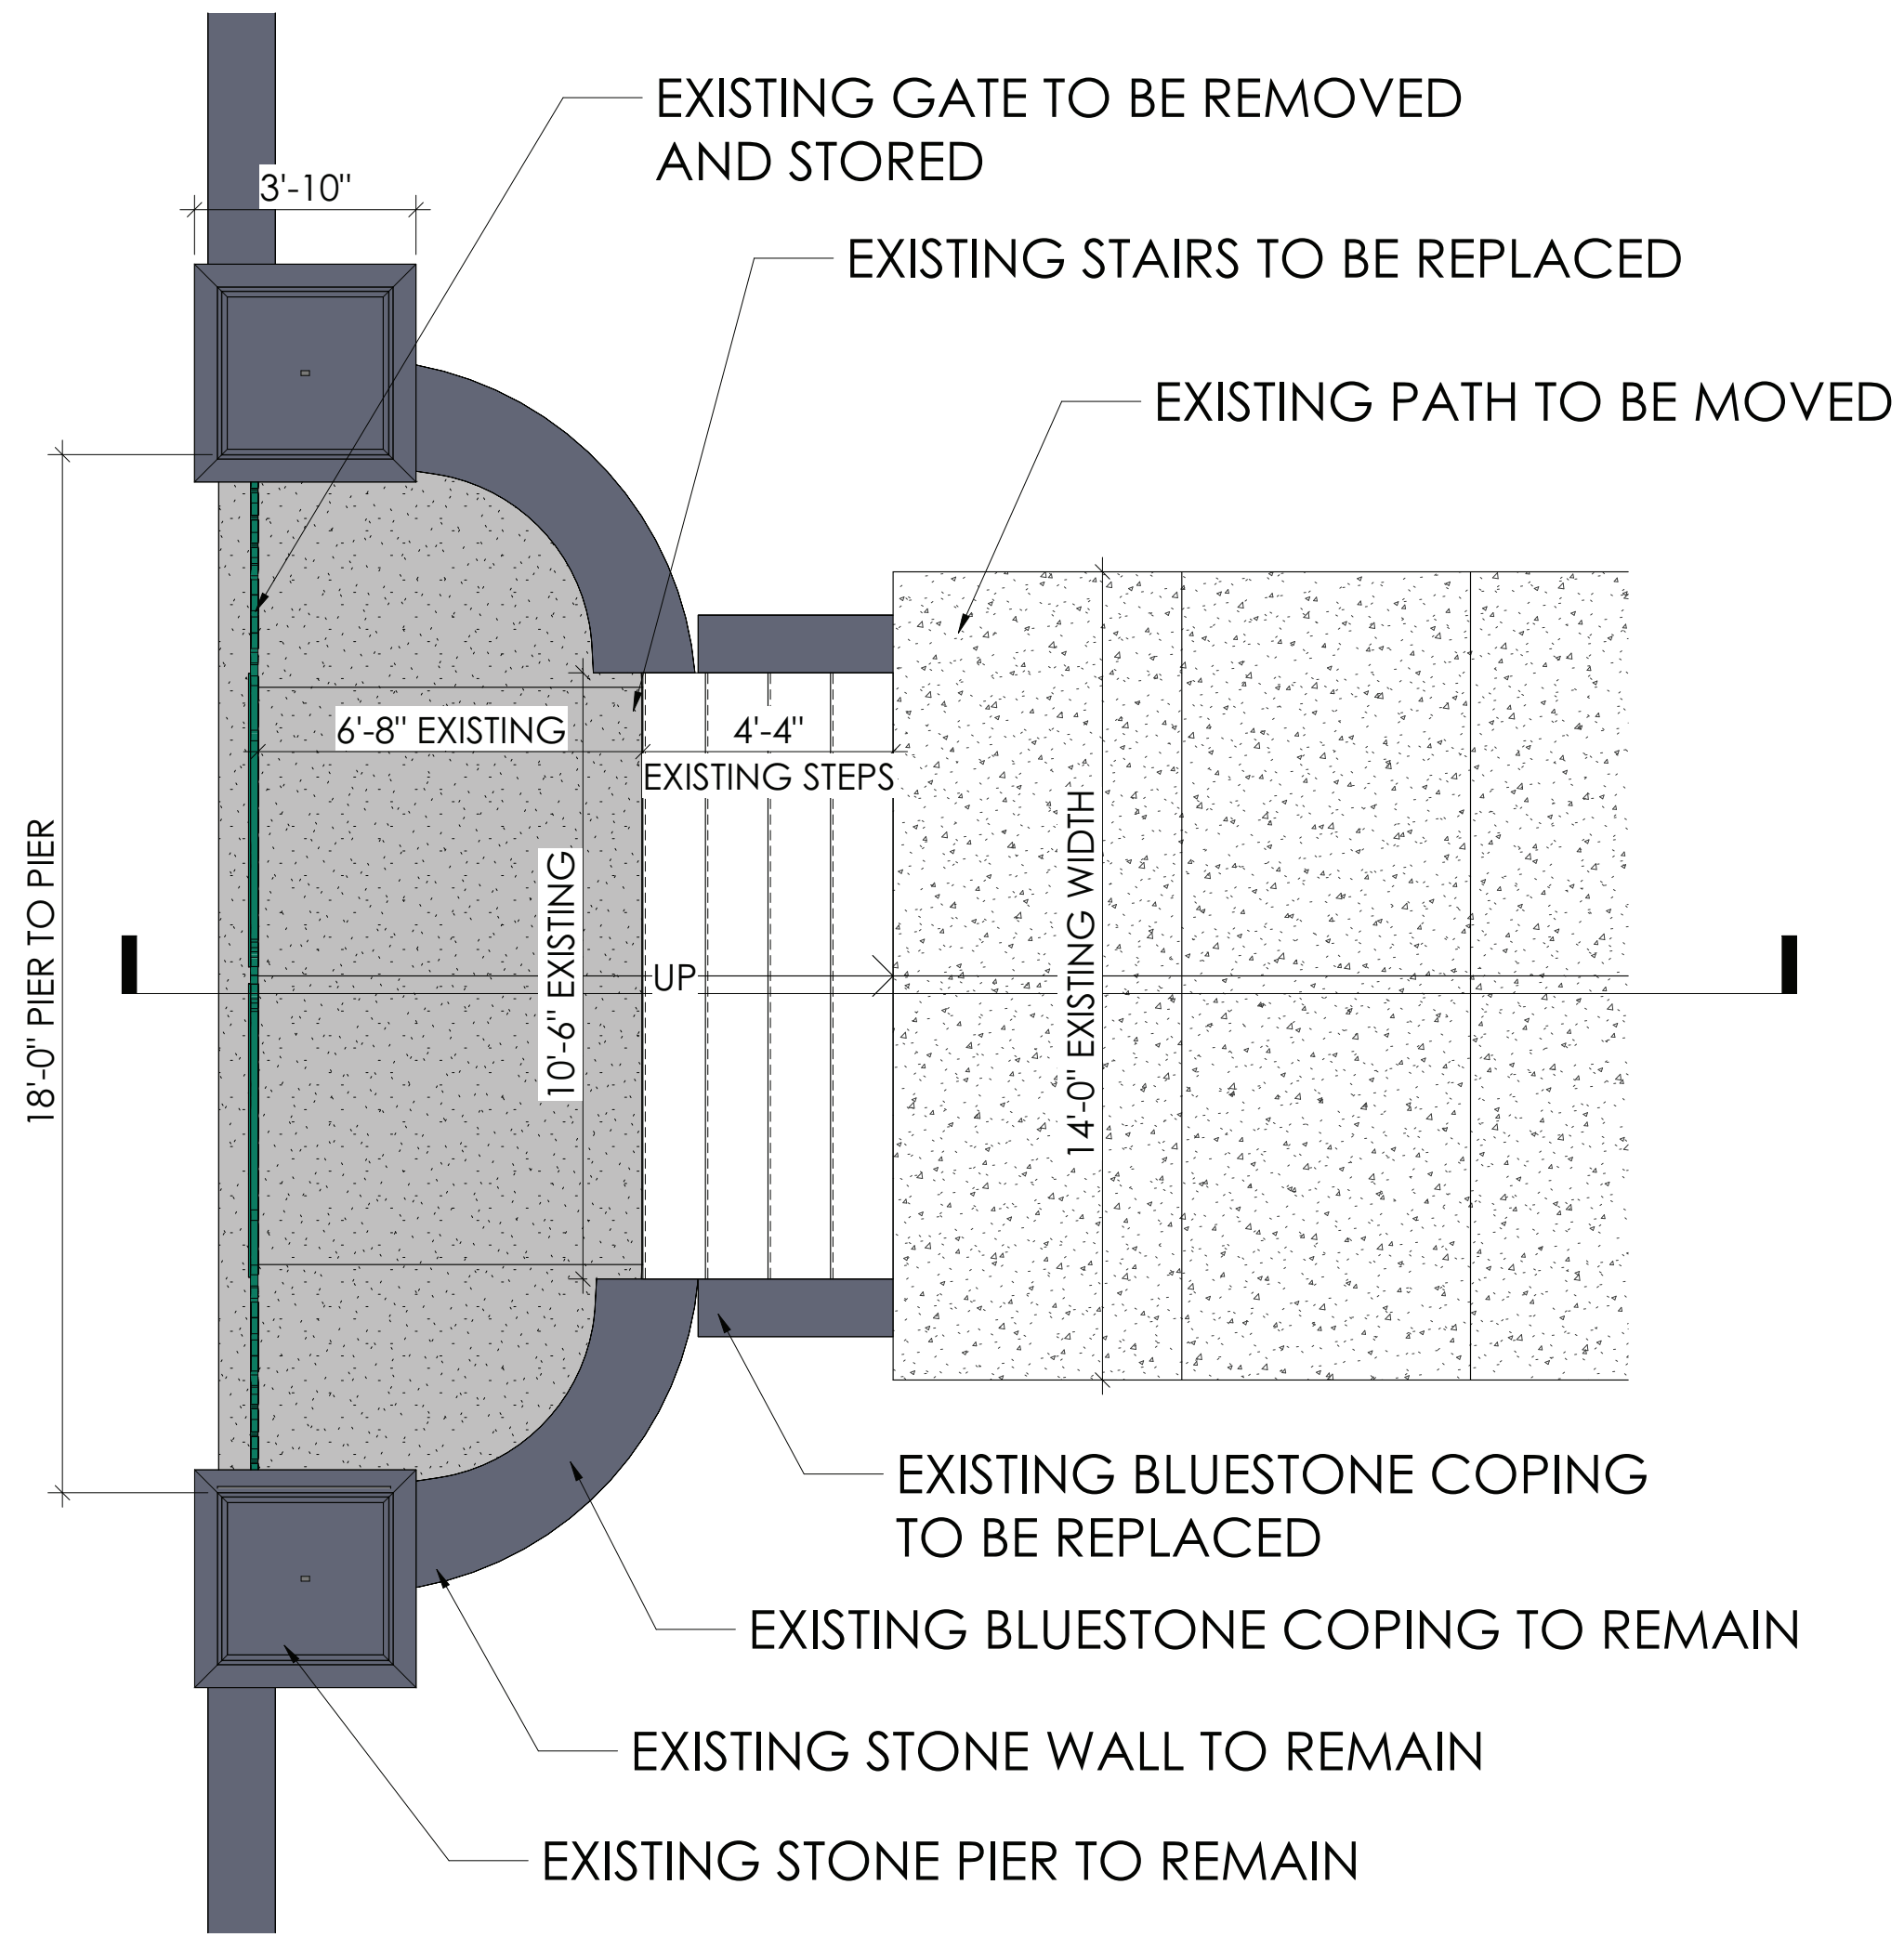 EXISTING GATE TO BE REMOVED
AND STORED
3'-10"
EXISTING STAIRS TO BE REPLACED
EXISTING PATH TO BE MOVED
6'-8" EXISTING
4'-4"
EXISTING STEPS
18'-0" PIER TO PIER
10'-6" EXISTING
UP
14'-0" EXISTING WIDTH
EXISTING BLUESTONE COPING
TO BE REPLACED
EXISTING BLUESTONE COPING TO REMAIN
EXISTING STONE WALL TO REMAIN
EXISTING STONE PIER TO REMAIN